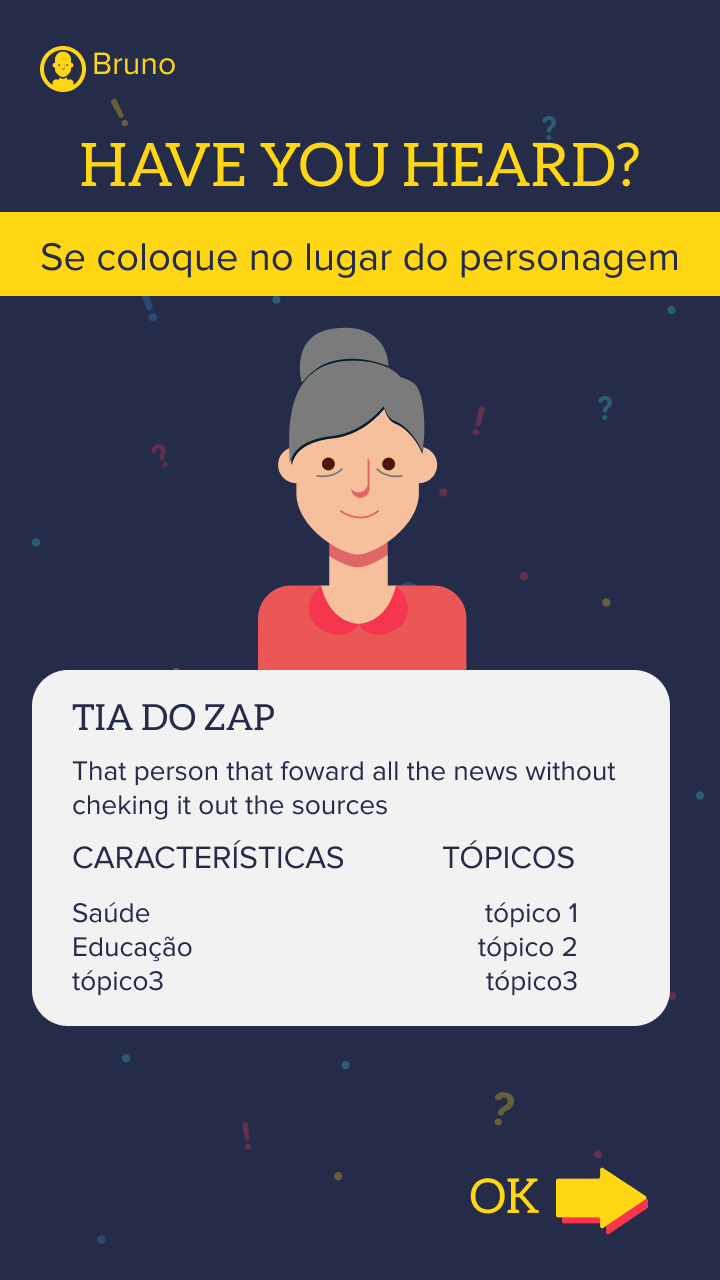 Bruno
HAVE YOU HEARD?
Se coloque no lugar do personagem
TIA DO ZAP
That person that foward all the news without
cheking it out the sources
CARACTERÍSTICAS TÓPICOS
Saúde tópico 1
Educação tópico 2
tópico3 tópico3
OK